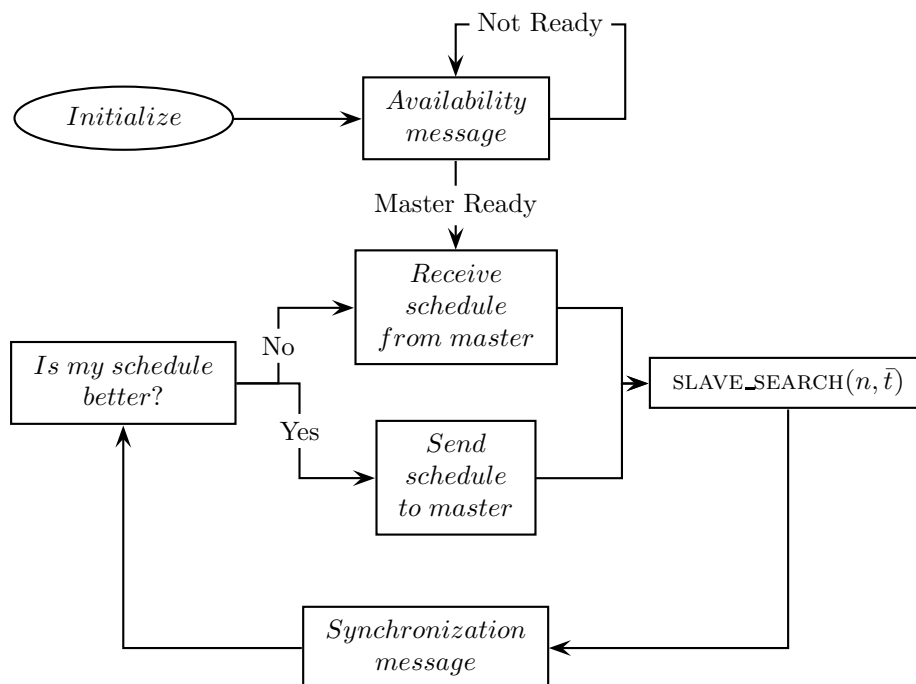 Not Ready
Initialize
Availability
message
Master Ready
Receive
schedule
from master
No
Is my schedule
better?
SLAVE_SEARCH(n, t̄)
Yes
Send
schedule
to master
Synchronization
message